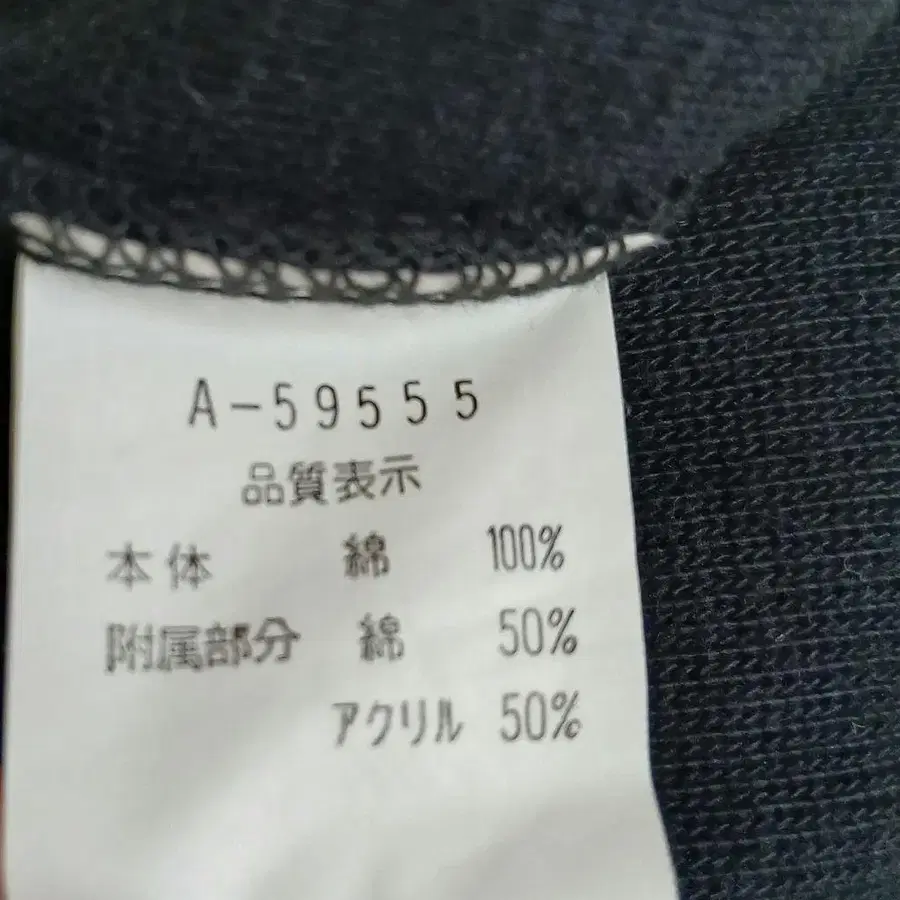 A-59555
品質表示
本体 綿 100%
附属部分 綿 50%
アクリル 50%